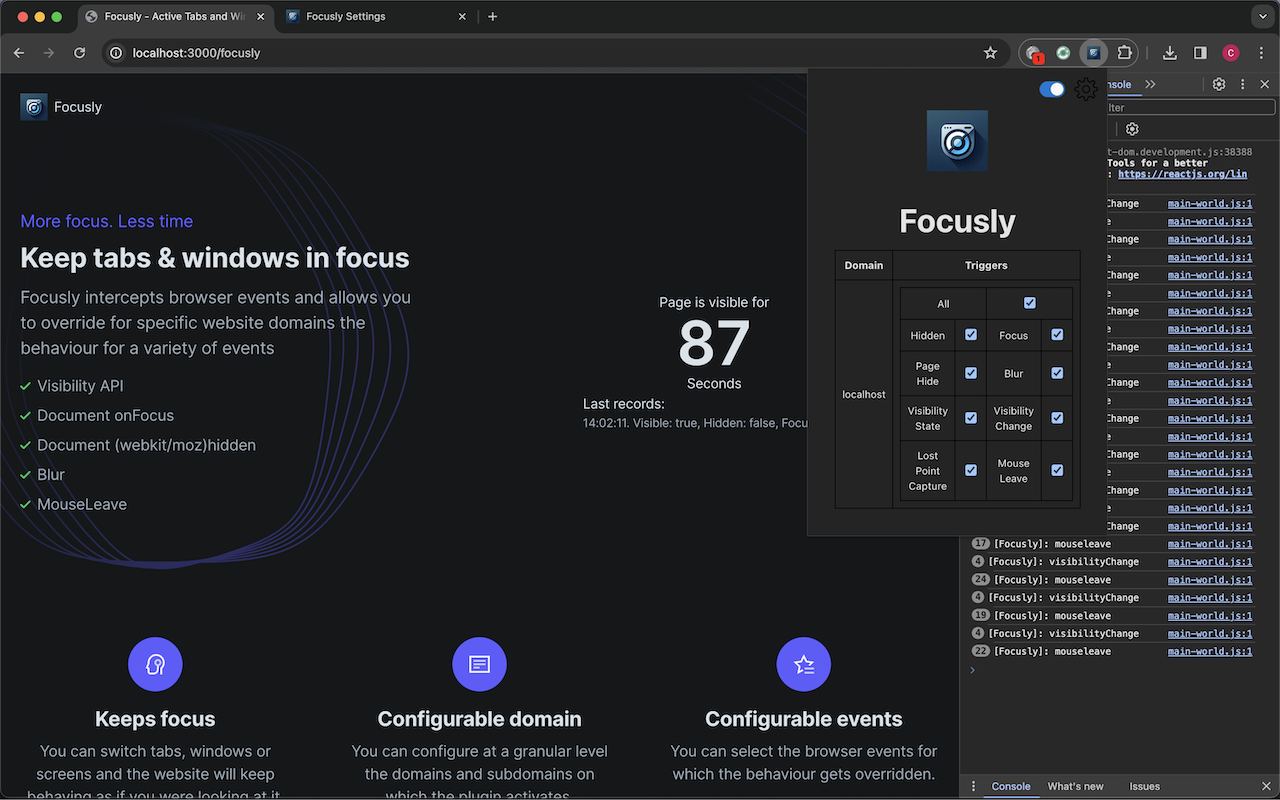 Focusly - Active Tabs and Wi
Focusly Settings
localhost:3000/focusly
1
C
Focusly
More focus. Less time
Keep tabs & windows in focus
Focusly intercepts browser events and allows you
to override for specific website domains the
behaviour for a variety of events
Visibility API
Document onFocus
Document (webkit/moz)hidden
Blur
MouseLeave
Page is visible for
87
Seconds
Last records:
14:02:11. Visible: true, Hidden: false, Focu
Focusly
Domain Triggers
localhost
All
Hidden Focus
Page
Hide
Blur
Visibility
State
Visibility
Change
Lost
Point
Capture
Mouse
Leave
nsole
lter
t-dom.development.js:38388
Tools for a better
: https://reactjs.org/lin
Change main-world.js:1
e main-world.js:1
Change main-world.js:1
e main-world.js:1
Change main-world.js:1
e main-world.js:1
Change main-world.js:1
e main-world.js:1
Change main-world.js:1
e main-world.js:1
Change main-world.js:1
e main-world.js:1
Change main-world.js:1
e main-world.js:1
Change main-world.js:1
e main-world.js:1
Change main-world.js:1
e main-world.js:1
Change main-world.js:1
17 [Focusly]: mouseleave main-world.js:1
4 [Focusly]: visibilityChange main-world.js:1
24 [Focusly]: mouseleave main-world.js:1
4 [Focusly]: visibilityChange main-world.js:1
19 [Focusly]: mouseleave main-world.js:1
4 [Focusly]: visibilityChange main-world.js:1
22 [Focusly]: mouseleave main-world.js:1
Keeps focus
You can switch tabs, windows or
screens and the website will keep
behaving as if you were looking at it
Configurable domain
You can configure at a granular level
the domains and subdomains on
which the plugin activates
Configurable events
You can select the browser events for
which the behaviour gets overridden.
Console What's new Issues